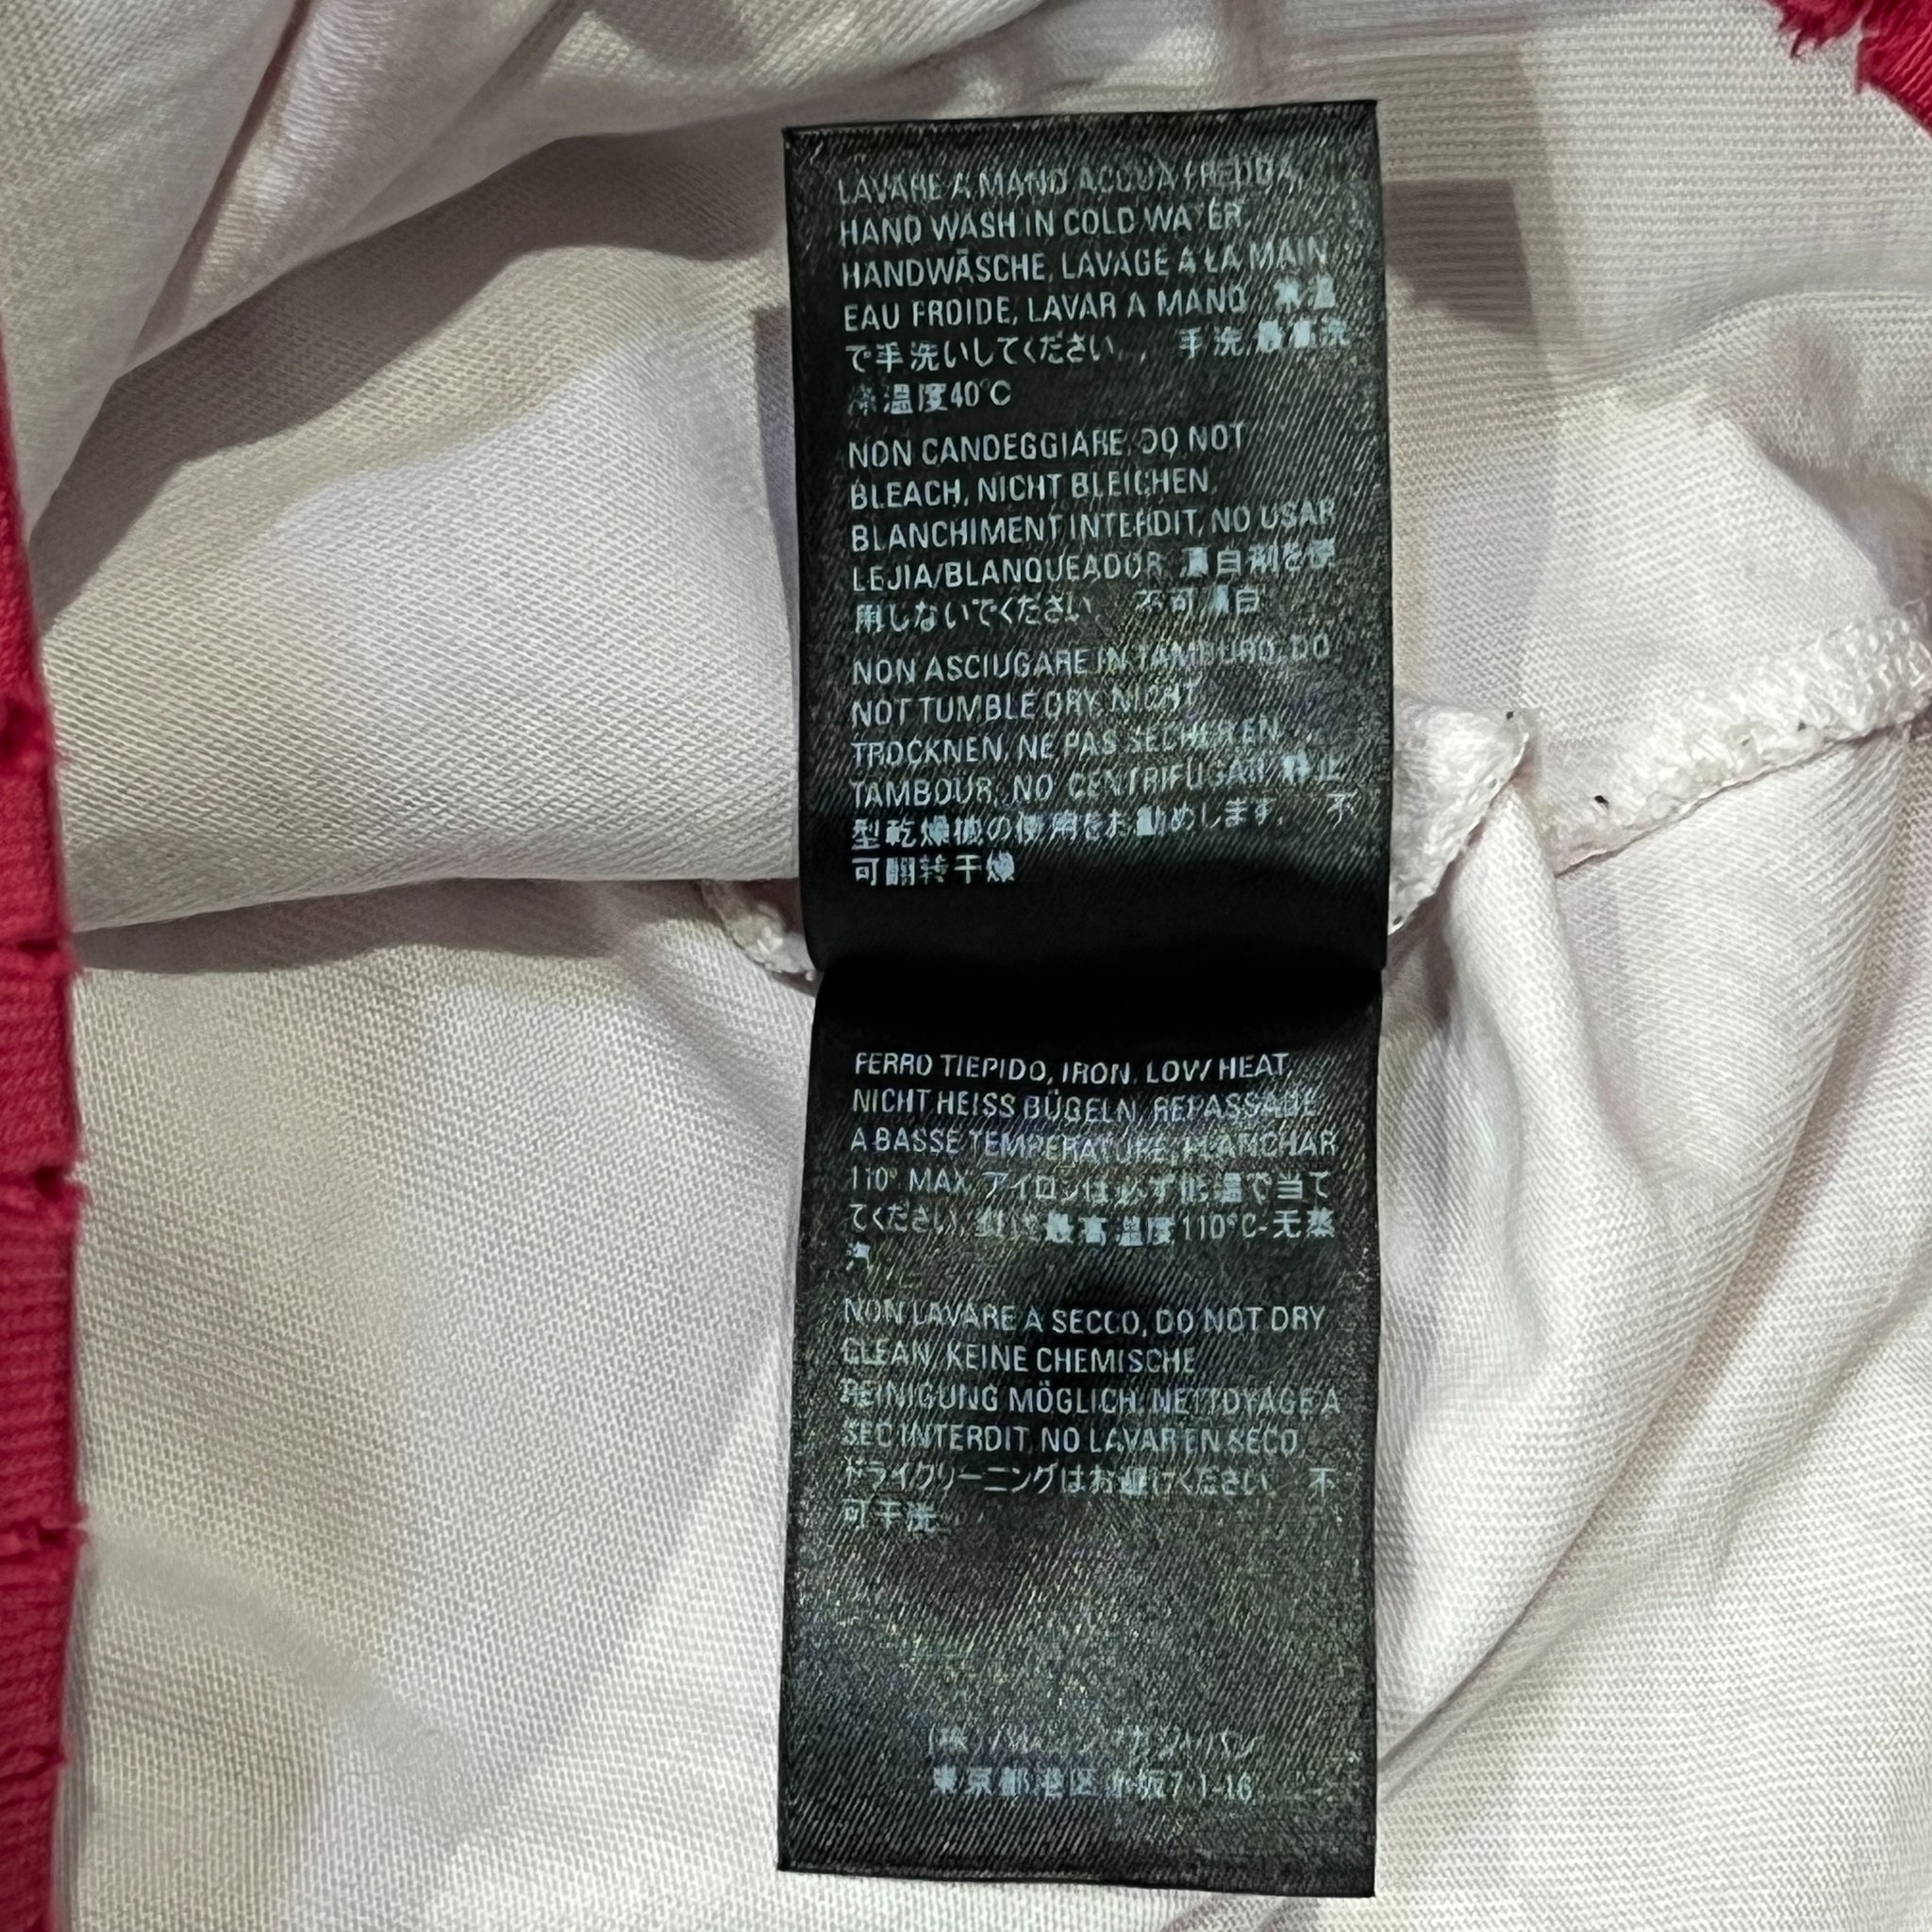 LAVARE A MANO ACQUA FREDDA,
HAND WASH IN COLD WATER,
HANDWÄSCHE, LAVAGE A LA MAIN
EAU FROIDE, LAVAR A MANO 常温
で手洗いしてください。, 手洗,最高洗
涤温度40°C
NON CANDEGGIARE, DO NOT
BLEACH, NICHT BLEICHEN,
BLANCHIMENT INTERDIT, NO USAR
LEJIA/BLANQUEADOR, 漂白剤を使
用しないでください 不可漂白
NON ASCIUGARE IN TAMBURO, DO
NOT TUMBLE DRY, NICHT
TROCKNEN, NE PAS SECHER EN
TAMBOUR, NO CENTRIFUGAR, 静止
型乾燥機の使用をお勧めします。 不
可翻转干燥
FERRO TIEPIDO, IRON, LOW HEAT,
NICHT HEISS BÜGELN, REPASSAGE
A BASSE TEMPERATURE, PLANCHAR
110° MAX, アイロンは必ず低温で当て
てください, 最高温度110°C-无蒸
汽
NON LAVARE A SECCO, DO NOT DRY
CLEAN, KEINE CHEMISCHE
REINIGUNG MÖGLICH, NETTOYAGE A
SEC INTERDIT, NO LAVAR EN SECO,
ドライクリーニングはお避けください 不
可干洗
東京都港区赤坂7-1-16